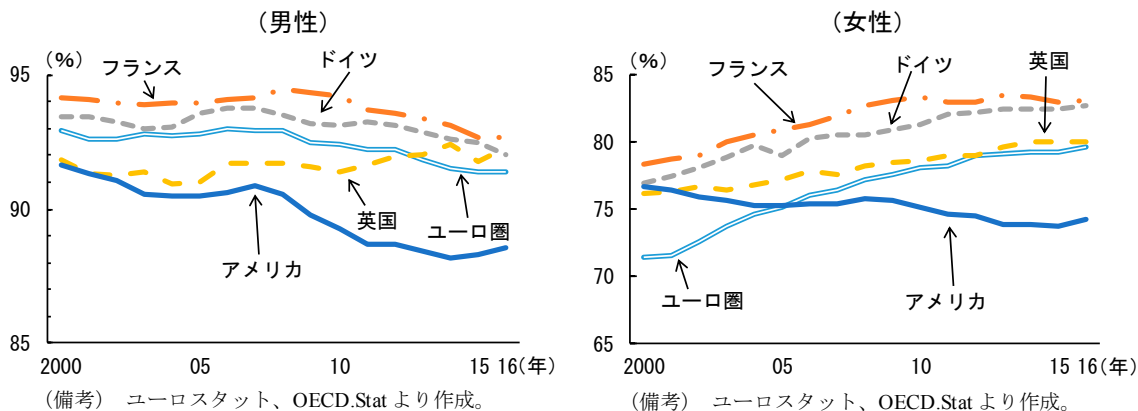 （男性）
（%）
フランス
ドイツ
95
90
85
英国
ユーロ圏
アメリカ
2000 05 10 15 16(年)
（備考） ユーロスタット、OECD.Stat より作成。
（女性）
（%）
フランス
ドイツ
英国
85
80
75
70
65
ユーロ圏
アメリカ
2000 05 10 15 16(年)
（備考） ユーロスタット、OECD.Stat より作成。